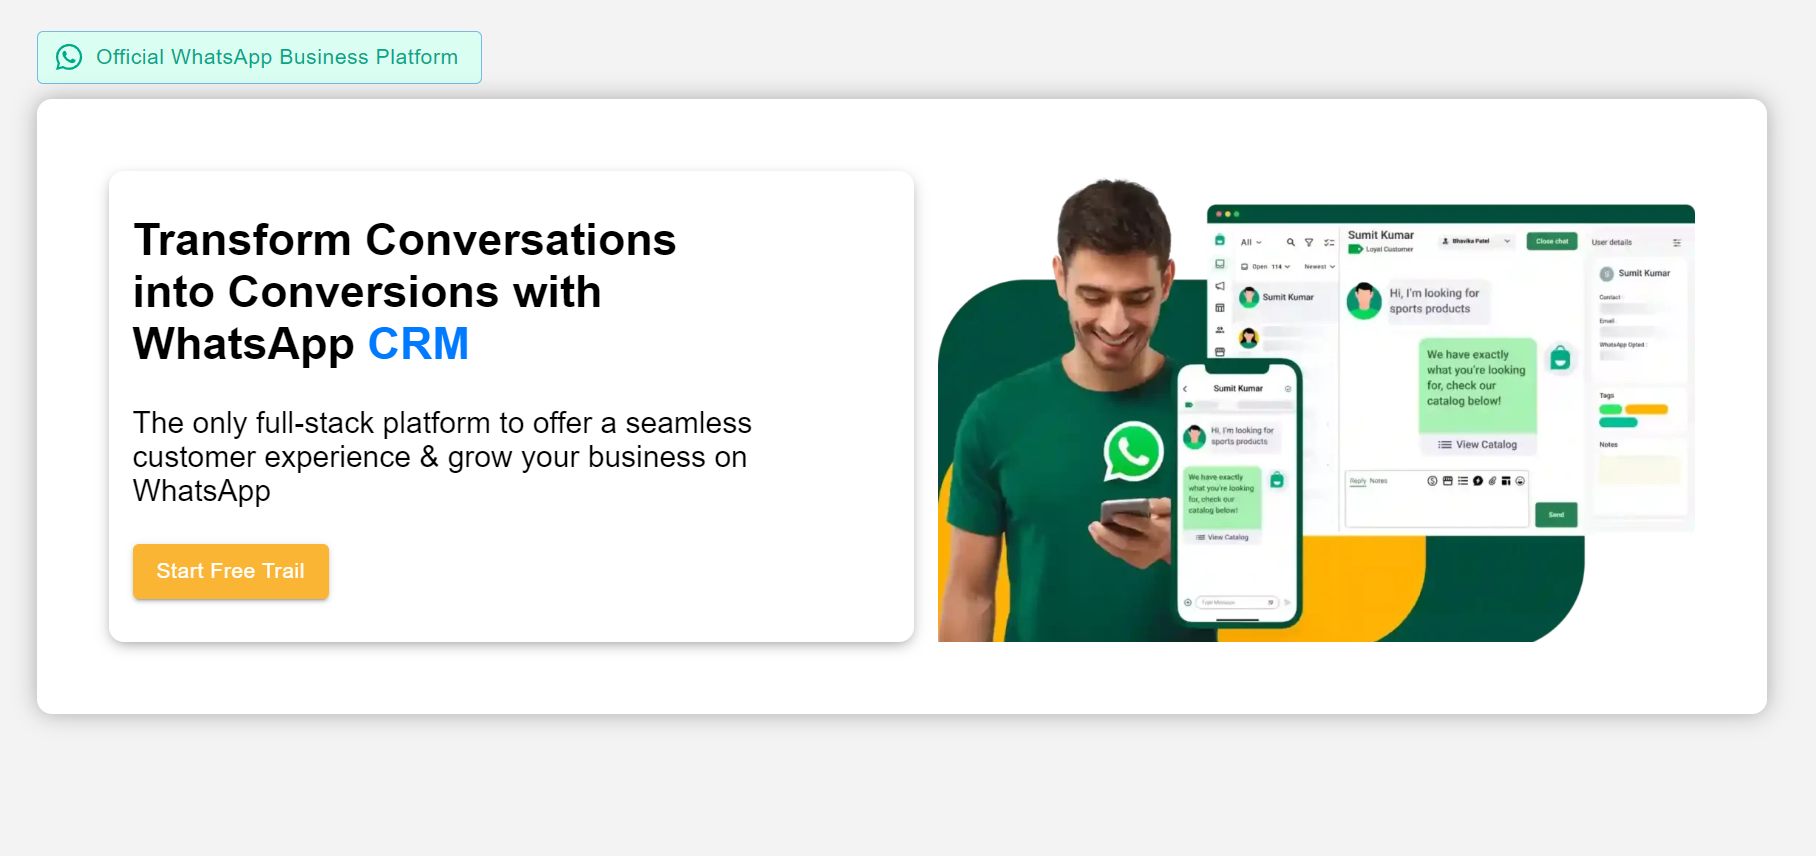 Official WhatsApp Business Platform
Transform Conversations
into Conversions with
WhatsApp CRM
The only full-stack platform to offer a seamless
customer experience & grow your business on
WhatsApp
Start Free Trail
All
Open 114
Newest
Sumit Kumar
Sumit Kumar
Loyal Customer
Bhavika Patel
Close chat
Hi, I'm looking for
sports products
We have exactly
what you're looking
for, check our
catalog below!
View Catalog
Reply Notes
Send
User details
S
Sumit Kumar
Contact
Email
WhatsApp Opted :
Tags
Notes
Sumit Kumar
Hi, I'm looking for
sports products
We have exactly
what you're looking
for, check our
catalog below!
View Catalog
Type Message